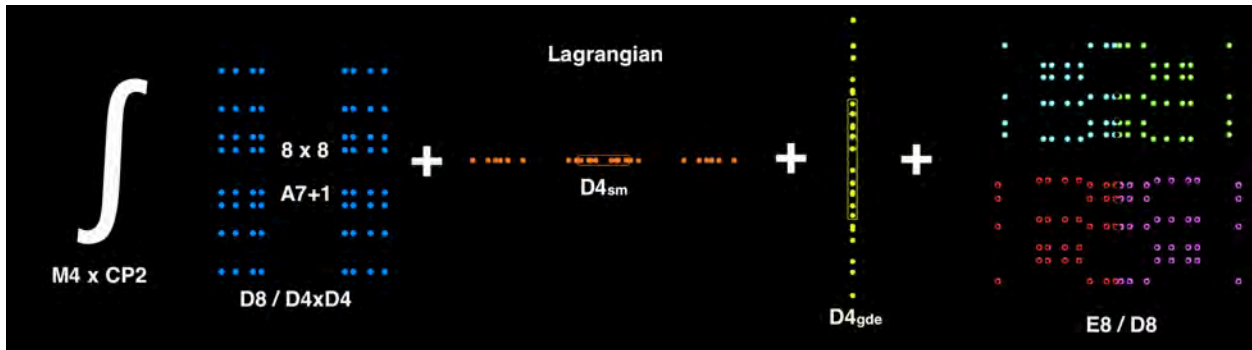 Lagrangian
∫
M4 x CP2
8 x 8
A7+1
D8 / D4xD4
+
D4sm
+
D4gde
+
E8 / D8